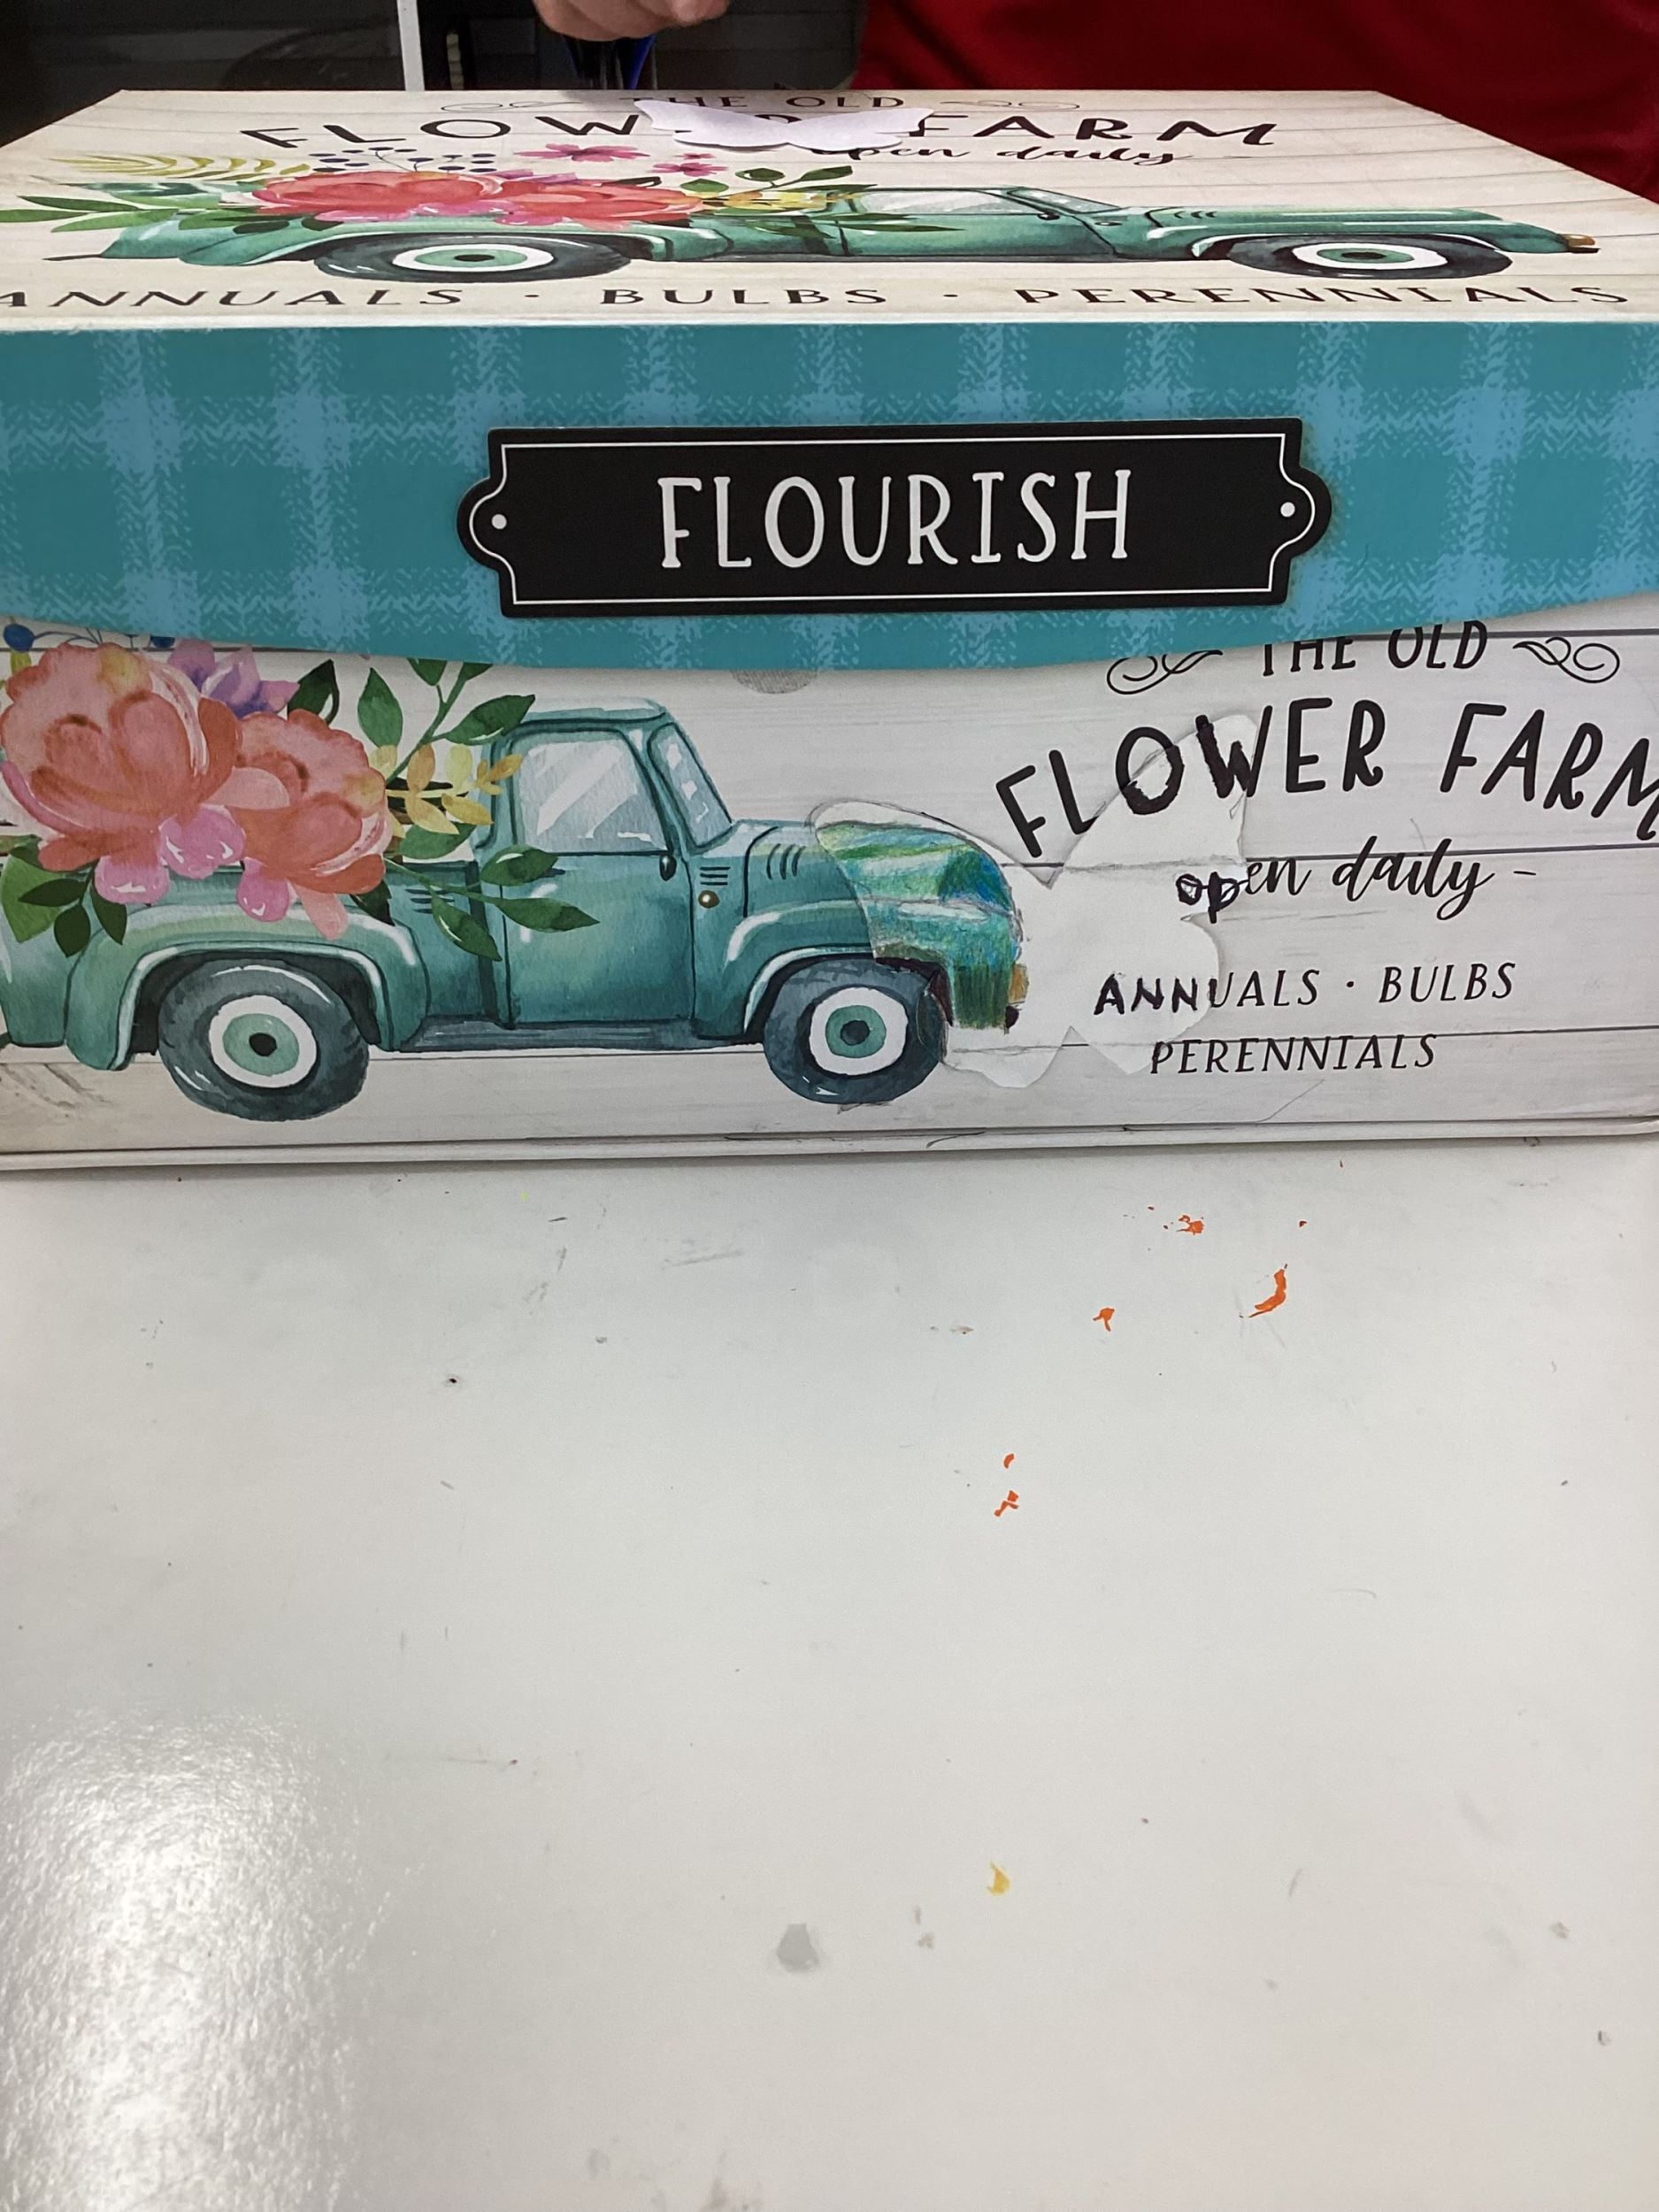 THE OLD
FLOW FARM
open daily -
ANNUALS · BULBS · PERENNIALS
FLOURISH
THE OLD
FLOWER FARM
open daily -
ANNUALS · BULBS
PERENNIALS